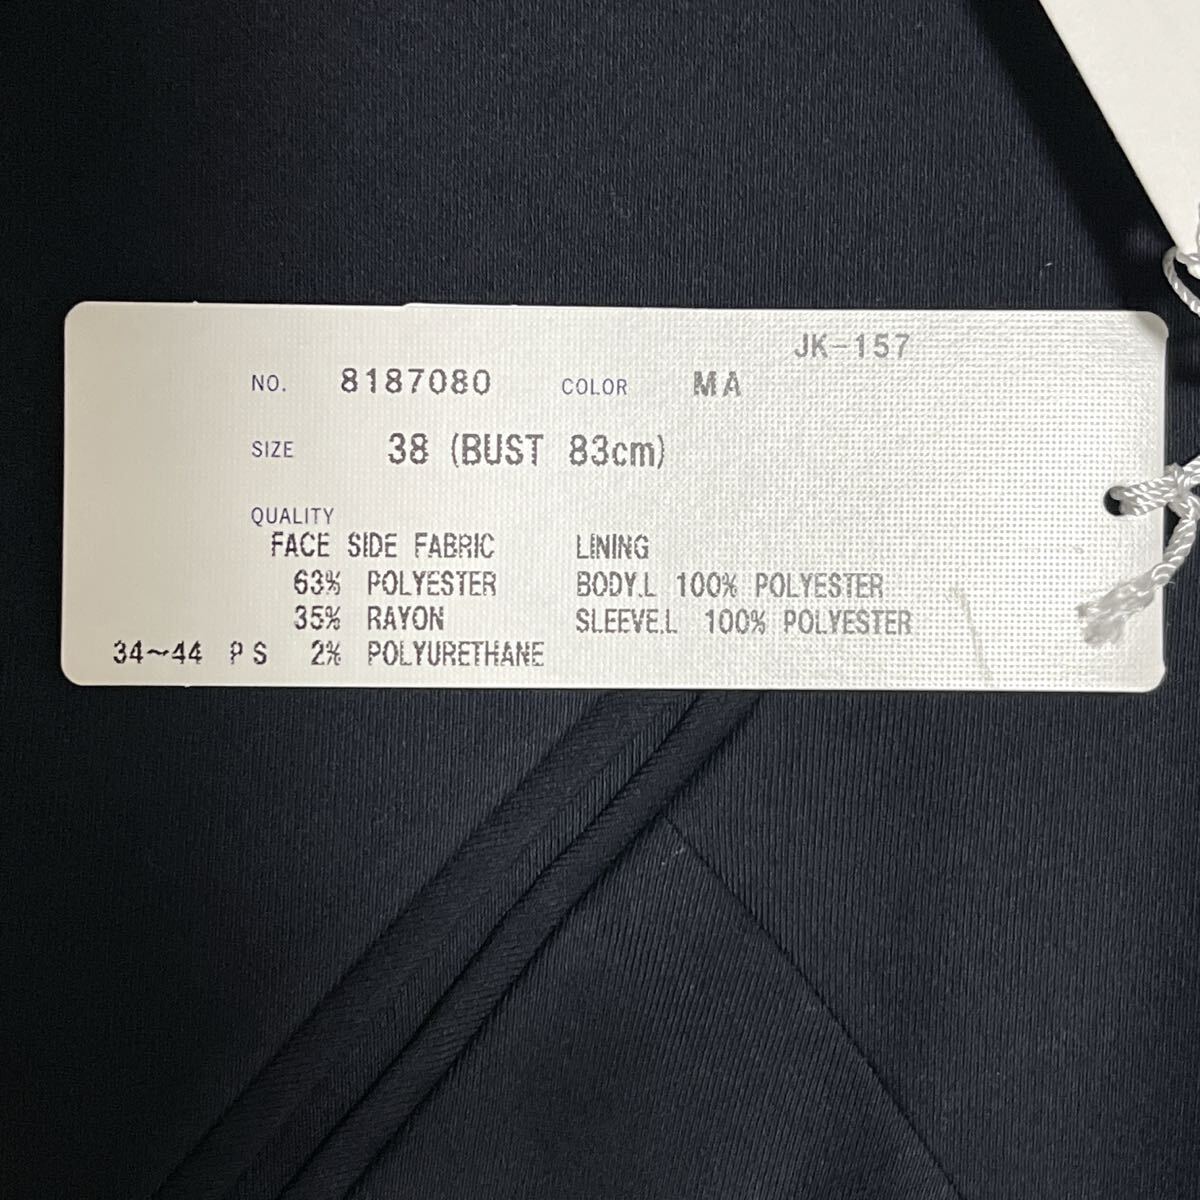 JK-157
NO. 8187080 COLOR MA
SIZE 38 (BUST 83cm)
QUALITY
FACE SIDE FABRIC LINING
63% POLYESTER BODY.L 100% POLYESTER
35% RAYON SLEEVE.L 100% POLYESTER
34~44 PS 2% POLYURETHANE